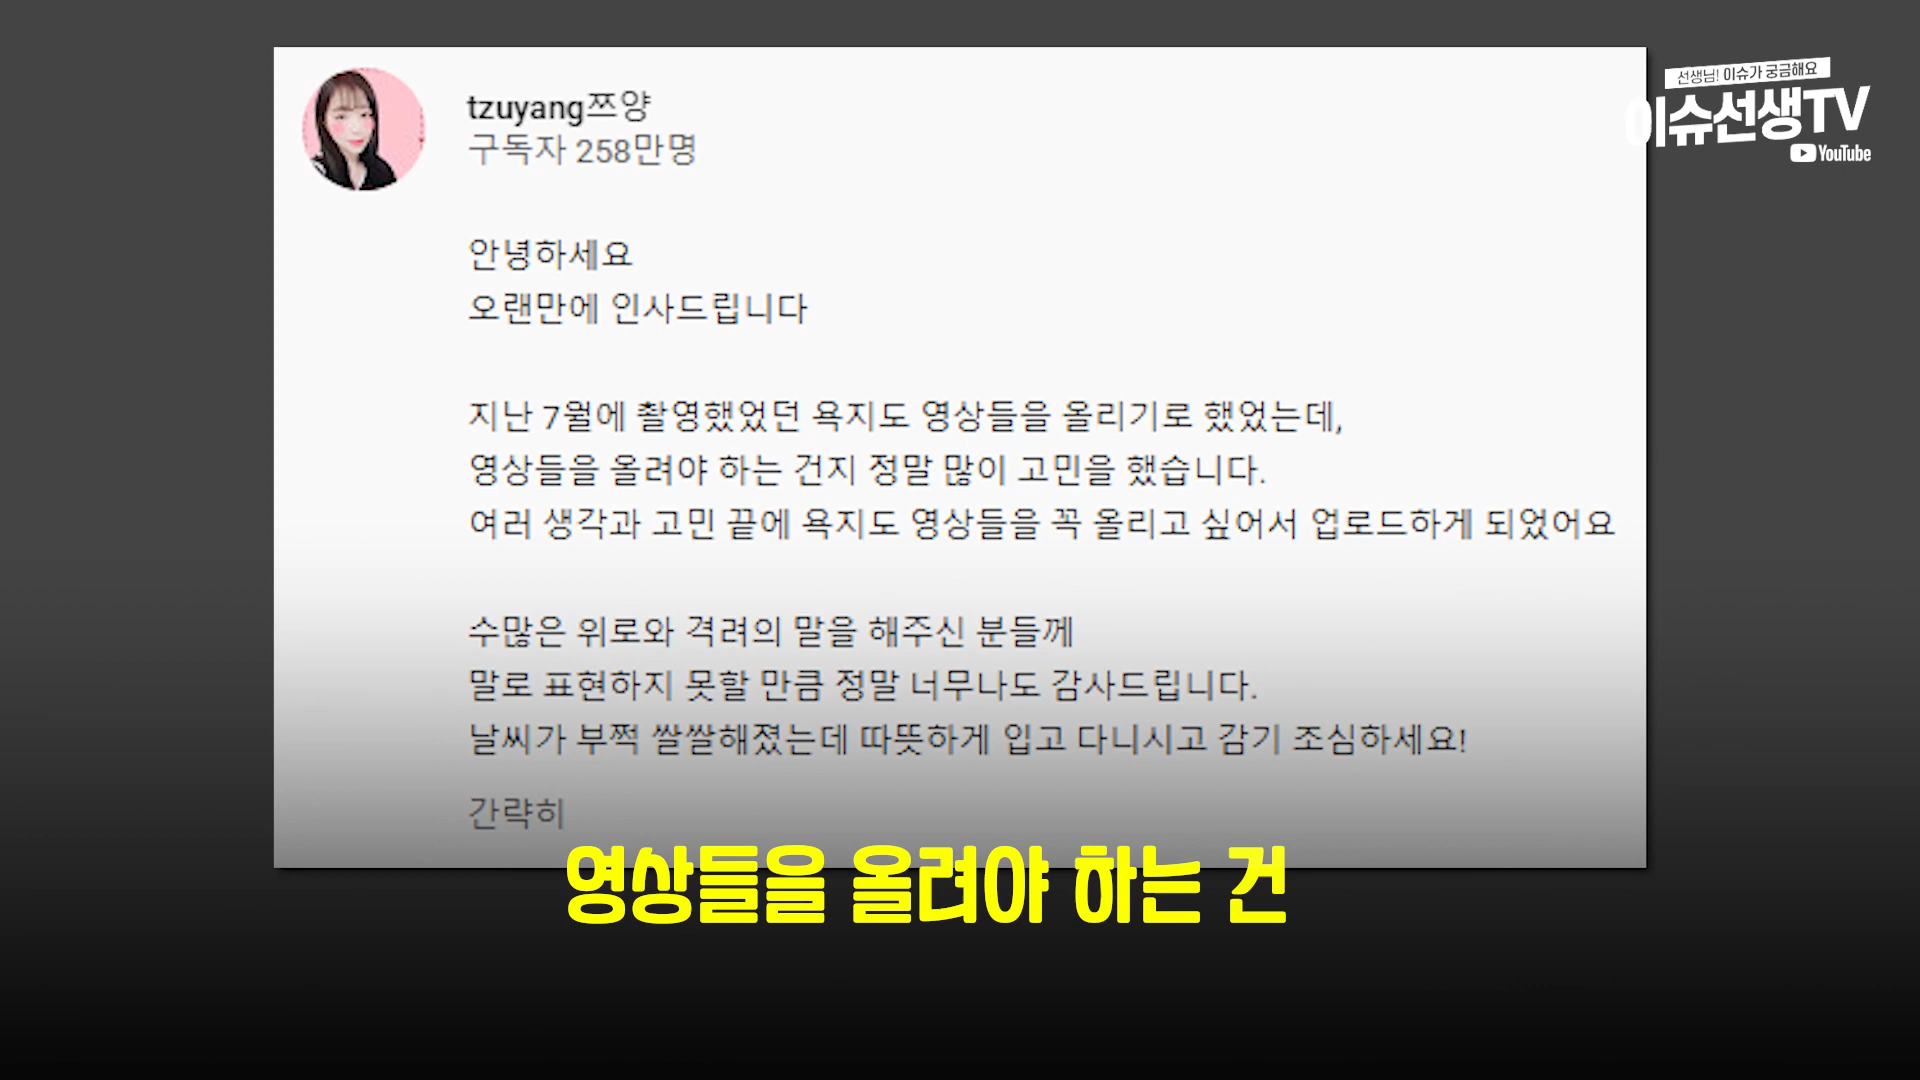 선생님! 이슈가 궁금해요
이슈선생TV
YouTube
tzuyang쯔양
구독자 258만명
안녕하세요
오랜만에 인사드립니다
지난 7월에 촬영했었던 욕지도 영상들을 올리기로 했었는데,
영상들을 올려야 하는 건지 정말 많이 고민을 했습니다.
여러 생각과 고민 끝에 욕지도 영상들을 꼭 올리고 싶어서 업로드하게 되었어요
수많은 위로와 격려의 말을 해주신 분들께
말로 표현하지 못할 만큼 정말 너무나도 감사드립니다.
날씨가 부쩍 쌀쌀해졌는데 따뜻하게 입고 다니시고 감기 조심하세요!
간략히
영상들을 올려야 하는 건